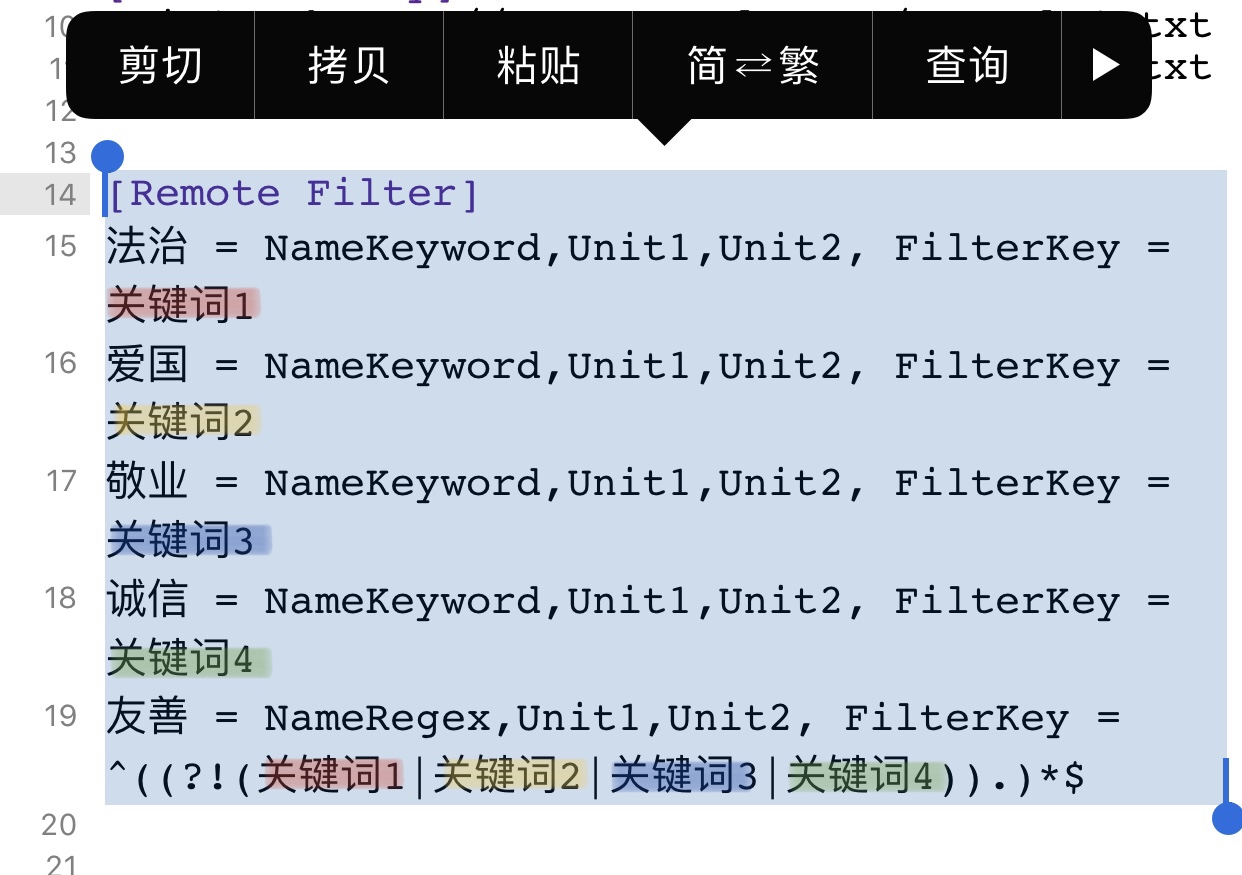 10
txt
剪切 拷贝 粘贴 简⇄繁 查询 ▶
txt
12
13
14 [Remote Filter]
15 法治 = NameKeyword,Unit1,Unit2, FilterKey =
关键词1
16 爱国 = NameKeyword,Unit1,Unit2, FilterKey =
关键词2
17 敬业 = NameKeyword,Unit1,Unit2, FilterKey =
关键词3
18 诚信 = NameKeyword,Unit1,Unit2, FilterKey =
关键词4
19 友善 = NameRegex,Unit1,Unit2, FilterKey =
^((?!(关键词1|关键词2|关键词3|关键词4)).)*$
20
21